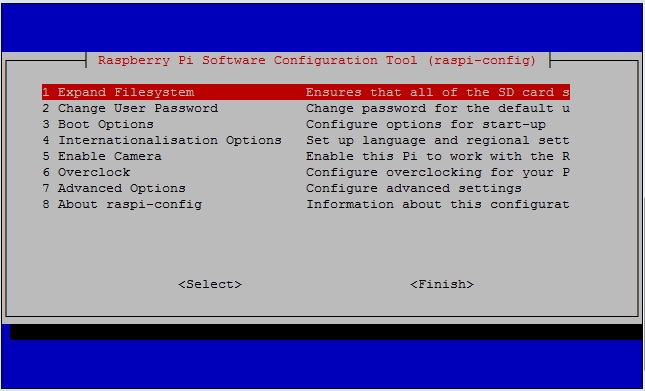 Raspberry Pi Software Configuration Tool (raspi-config)
1 Expand Filesystem Ensures that all of the SD card s
2 Change User Password Change password for the default u
3 Boot Options Configure options for start-up
4 Internationalisation Options Set up language and regional sett
5 Enable Camera Enable this Pi to work with the R
6 Overclock Configure overclocking for your P
7 Advanced Options Configure advanced settings
8 About raspi-config Information about this configurat
<Select> <Finish>